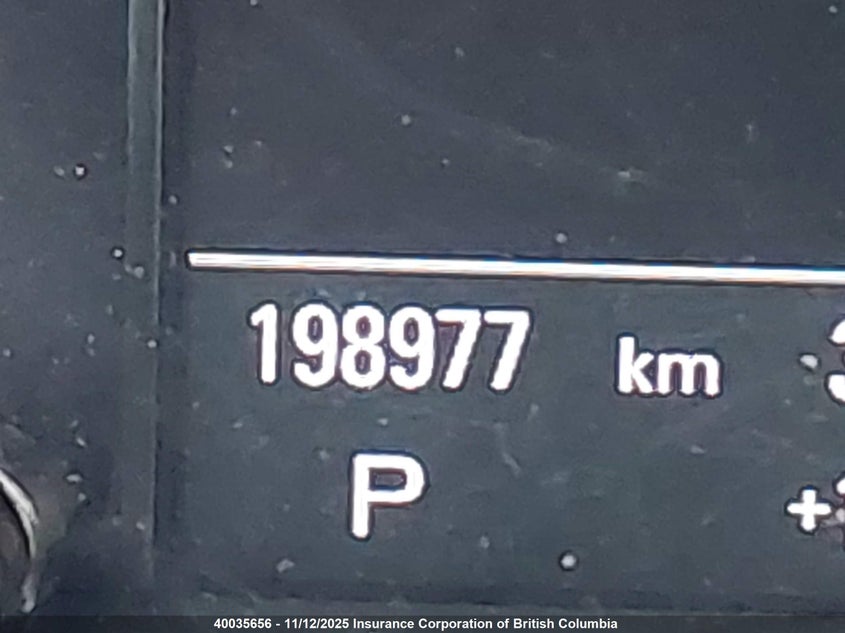 198977 km
P
40035656 - 11/12/2025 Insurance Corporation of British Columbia